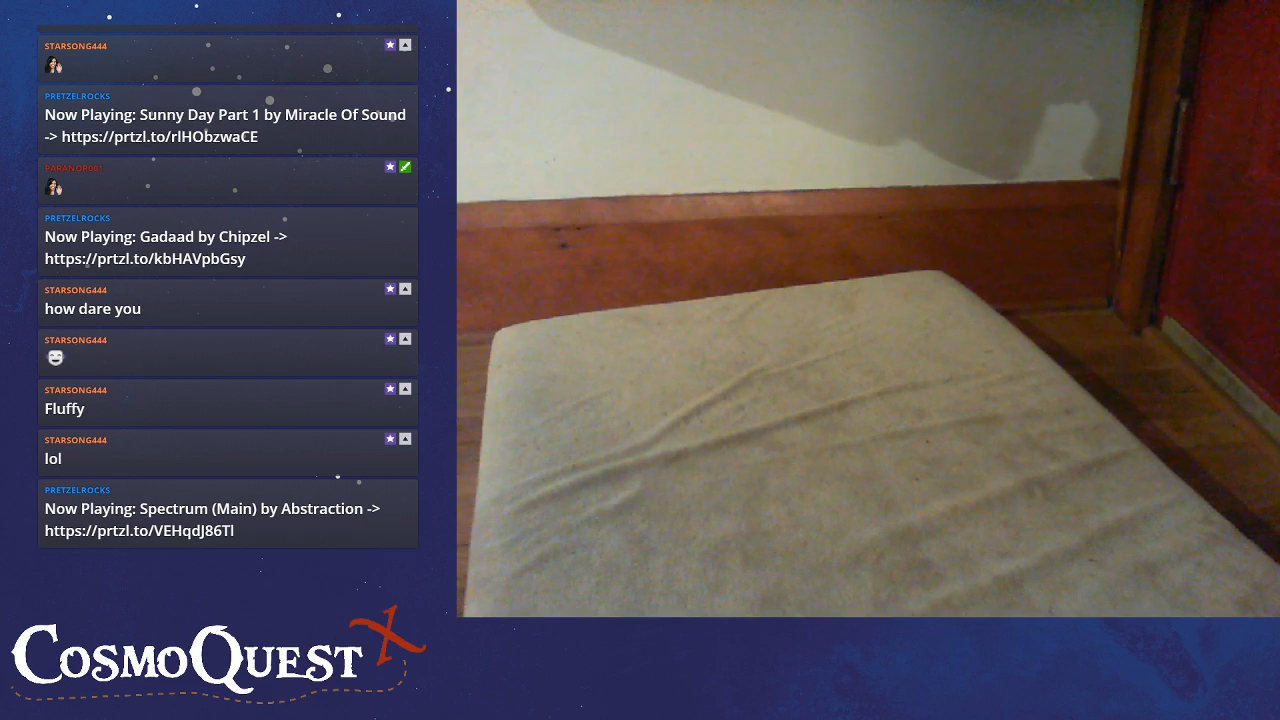 STARSONG444
PRETZELROCKS
Now Playing: Sunny Day Part 1 by Miracle Of Sound
-> https://prtzl.to/rlHObzwaCE
PARANOR001
PRETZELROCKS
Now Playing: Gadaad by Chipzel ->
https://prtzl.to/kbHAVpbGsy
STARSONG444
how dare you
STARSONG444
STARSONG444
Fluffy
STARSONG444
lol
PRETZELROCKS
Now Playing: Spectrum (Main) by Abstraction ->
https://prtzl.to/VEHqdJ86Tl
COSMOQUEST X